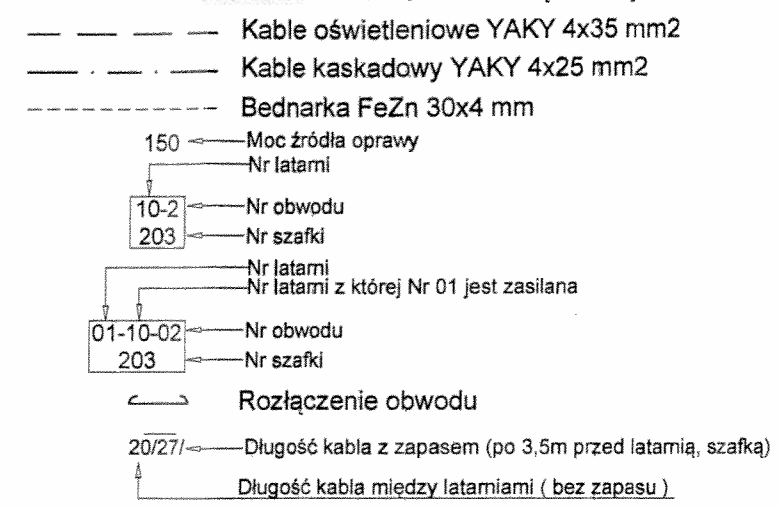 Kable oświetleniowe YAKY 4x35 mm2
Kable kaskadowy YAKY 4x25 mm2
Bednarka FeZn 30x4 mm
150 Moc źródła oprawy
Nr latarni
10-2 Nr obwodu
203 Nr szafki
Nr latarni
Nr latarni z której Nr 01 jest zasilana
01-10-02 Nr obwodu
203 Nr szafki
Rozłączenie obwodu
20/27/ Długość kabla z zapasem (po 3,5m przed latarnią, szafką)
Długość kabla między latarniami ( bez zapasu )